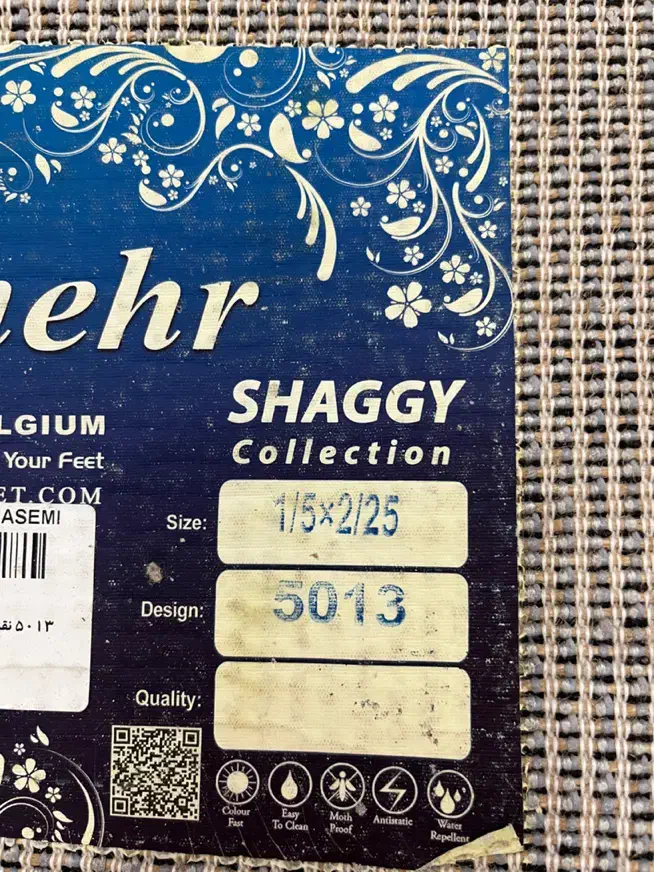 ehr
SHAGGY
Collection
LGIUM
Your Feet
ET.COM
ASEMI
۵۰۱۳ نق
Size: 1/5×2/25
Design: 5013
Quality:
Colour Fast
Easy To Clean
Moth Proof
Antistatic
Water Repellent